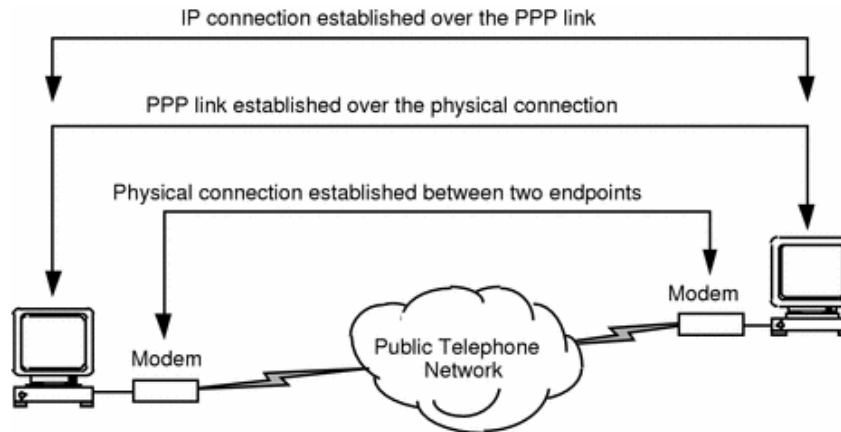 IP connection established over the PPP link
PPP link established over the physical connection
Physical connection established between two endpoints
Modem
Modem
Public Telephone
Network